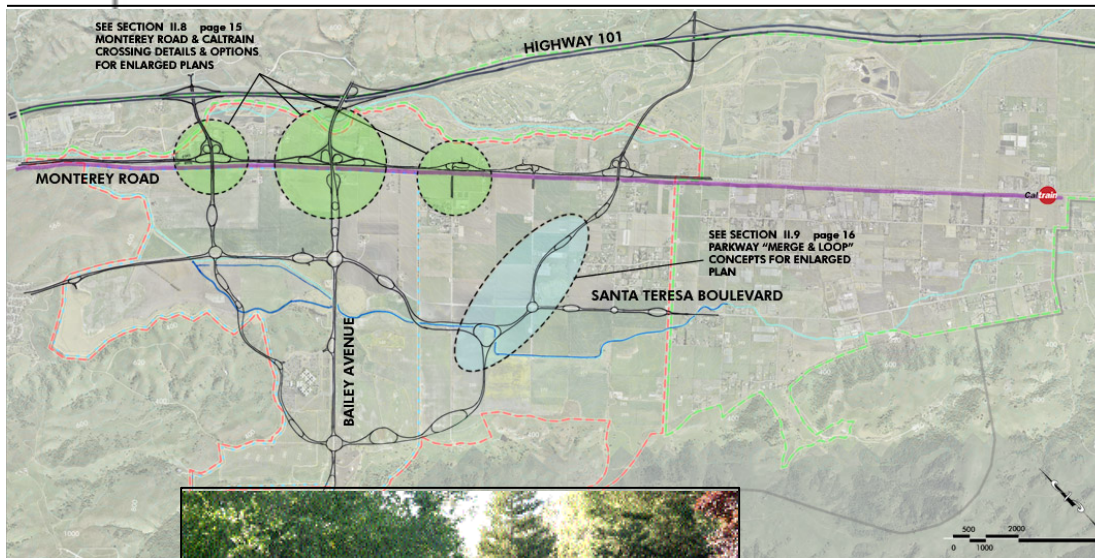 SEE SECTION II.8 page 15
MONTEREY ROAD & CALTRAIN
CROSSING DETAILS & OPTIONS
FOR ENLARGED PLANS
HIGHWAY 101
MONTEREY ROAD
Caltrain
SEE SECTION II.9 page 16
PARKWAY "MERGE & LOOP"
CONCEPTS FOR ENLARGED
PLAN
SANTA TERESA BOULEVARD
BAILEY AVENUE
500 2000
0 1000